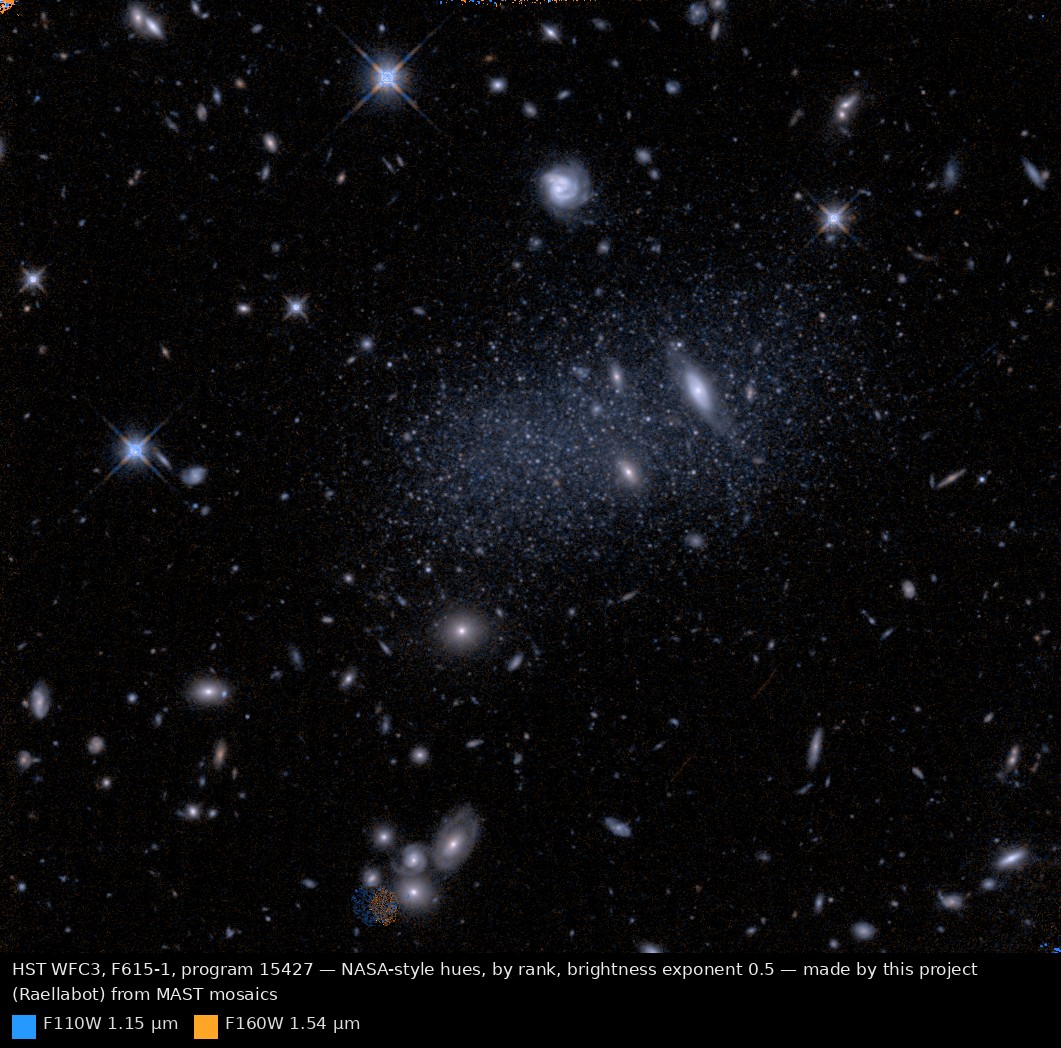 HST WFC3, F615-1, program 15427 — NASA-style hues, by rank, brightness exponent 0.5 — made by this project
(Raellabot) from MAST mosaics
F110W 1.15 µm F160W 1.54 µm